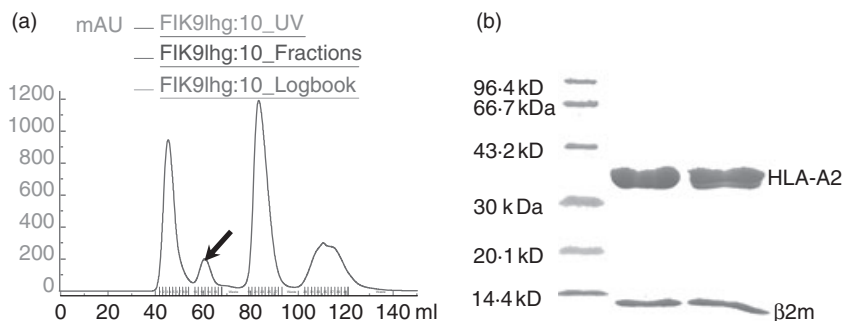 (a)
mAU
FIK9lhg:10_UV
FIK9lhg:10_Fractions
FIK9lhg:10_Logbook
1200
1000
800
600
400
200
0
0 20 40 60 80 100 120 140 ml
(b)
96·4 kD
66·7 kDa
43·2 kD
30 kDa
20·1 kD
14·4 kD
HLA-A2
β2m